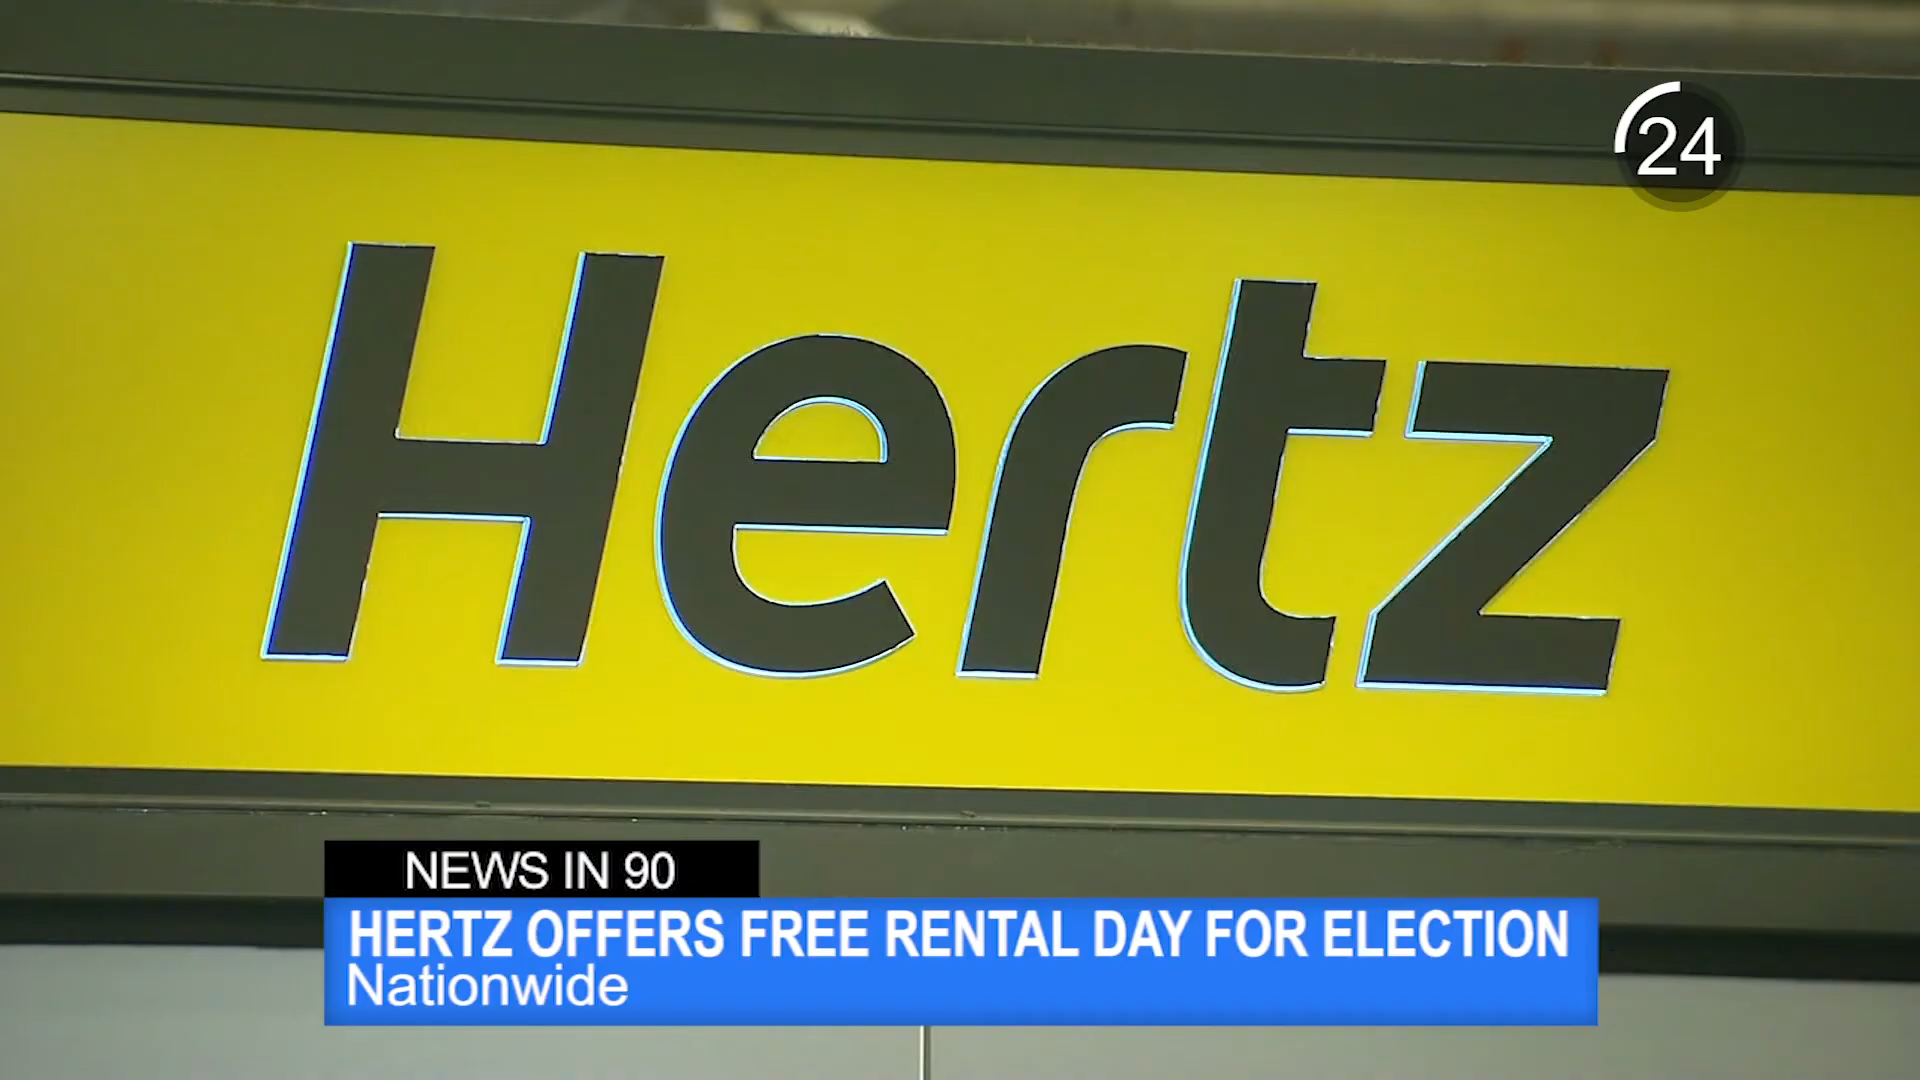 24
Hertz
NEWS IN 90
HERTZ OFFERS FREE RENTAL DAY FOR ELECTION
Nationwide